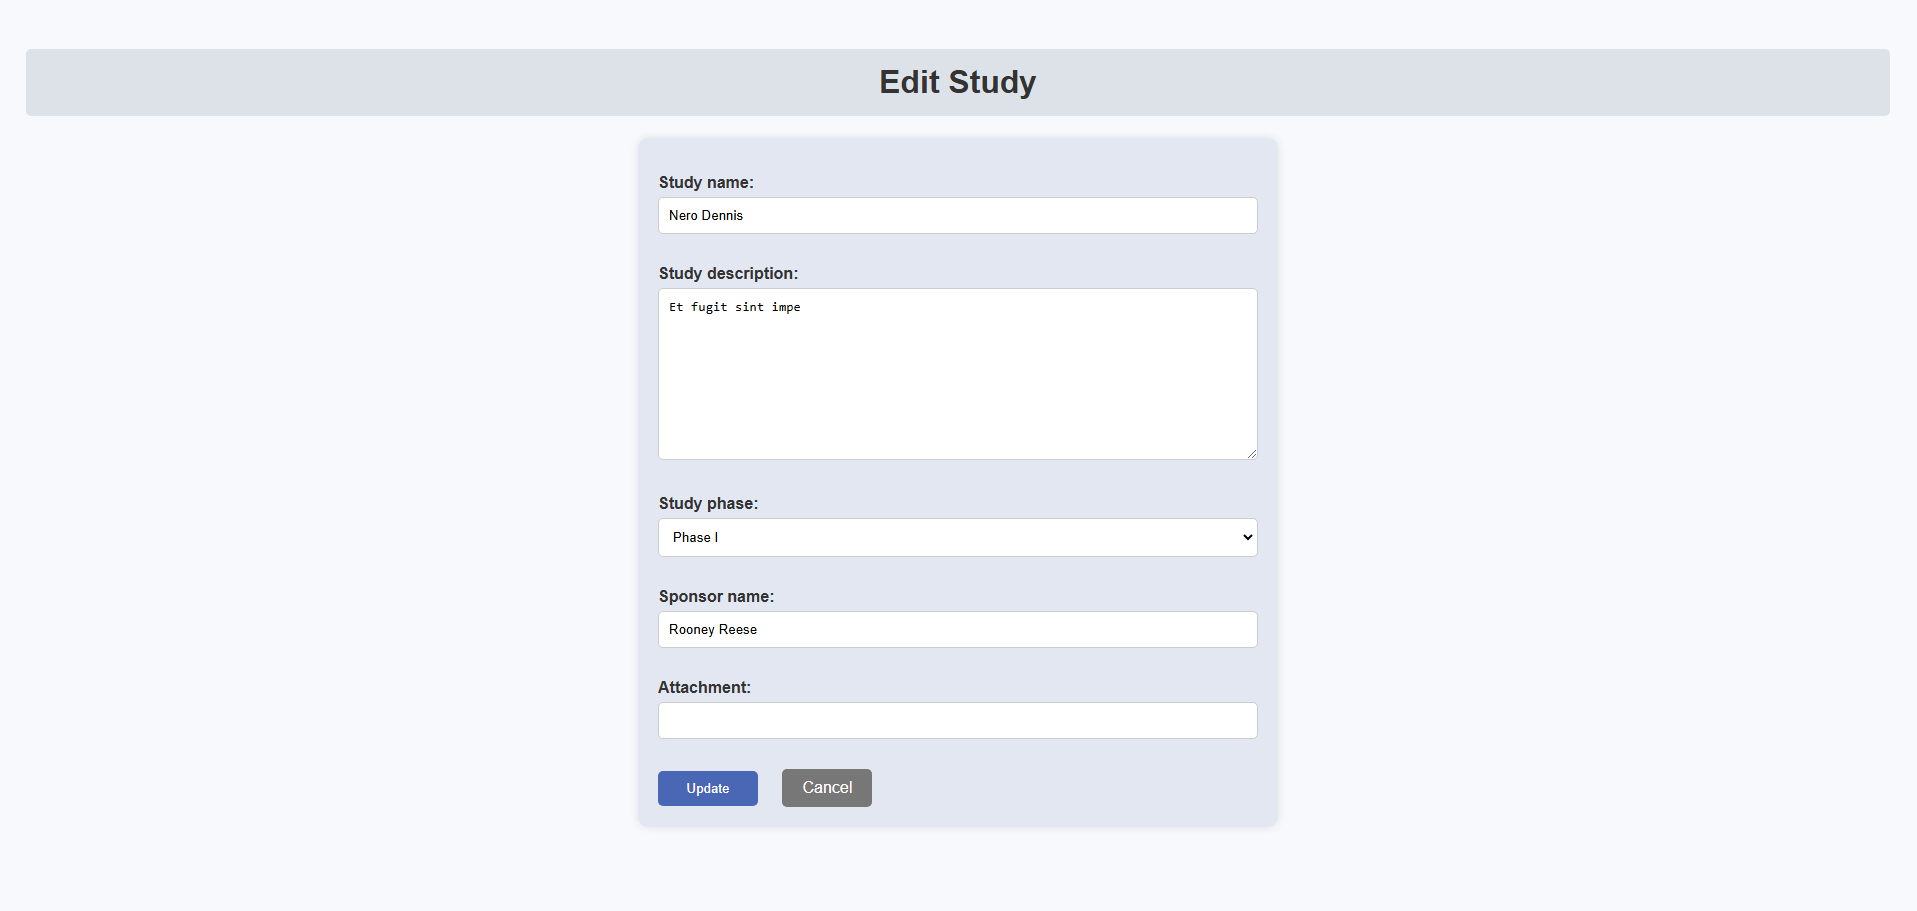 Edit Study
Study name:
Nero Dennis
Study description:
Et fugit sint impe
Study phase:
Phase I
Sponsor name:
Rooney Reese
Attachment:
Update Cancel